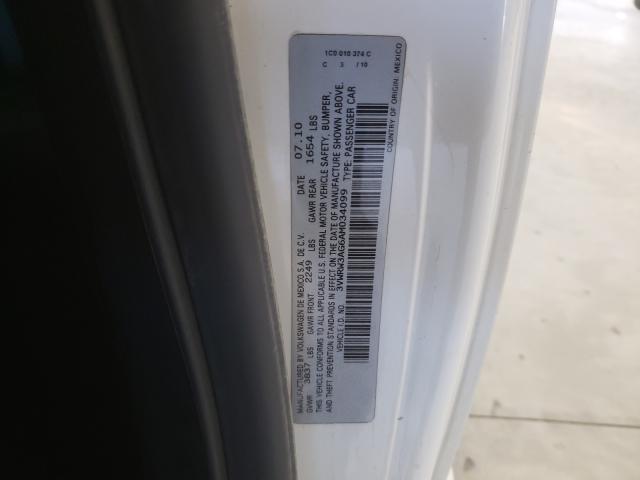 1C0 010 374 C
C 3 /10
MANUFACTURED BY VOLKSWAGEN DE MEXICO S.A. DE C.V. DATE 07.10
GVWR 3837 LBS GAWR FRONT 2249 LBS GAWR REAR 1654 LBS
THIS VEHICLE CONFORMS TO ALL APPLICABLE U.S. FEDERAL MOTOR VEHICLE SAFETY, BUMPER,
AND THEFT PREVENTION STANDARDS IN EFFECT ON THE DATE OF MANUFACTURE SHOWN ABOVE.
VEHICLE I.D. NO 3VWRW3AG6AM034099 TYPE: PASSENGER CAR
COUNTRY OF ORIGIN: MEXICO